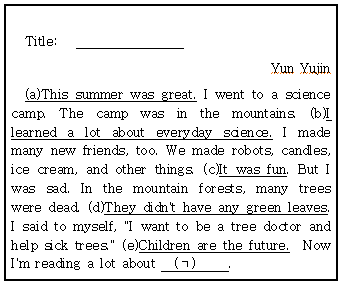 Title: ______________
Yun Yujin
(a)This summer was great. I went to a science
camp. The camp was in the mountains. (b)I
learned a lot about everyday science. I made
many new friends, too. We made robots, candles,
ice cream, and other things. (c)It was fun. But I
was sad. In the mountain forests, many trees
were dead. (d)They didn't have any green leaves.
I said to myself, "I want to be a tree doctor and
help sick trees." (e)Children are the future. Now
I'm reading a lot about (ㄱ) .